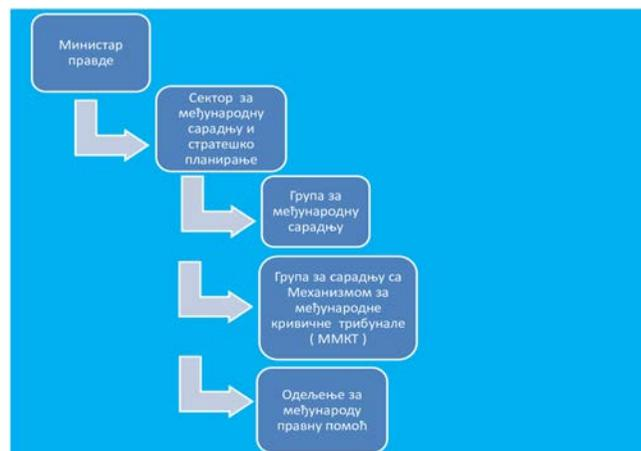 Министар
правде
Сектор за
међународну
сарадњу и
стратешко
планирање
Група за
међународну
сарадњу
Група за сарадњу са
Механизмом за
међународне
кривичне трибунале
( ММКТ )
Одељење за
међународу
правну помоћ